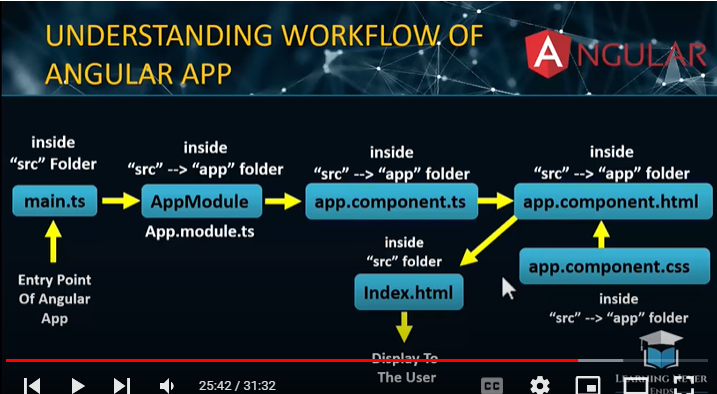 UNDERSTANDING WORKFLOW OF
ANGULAR APP
ANGULAR
inside
“src” Folder
main.ts
Entry Point
Of Angular
App
inside
“src” --> “app” folder
AppModule
App.module.ts
inside
“src” --> “app” folder
app.component.ts
inside
“src” --> “app” folder
app.component.html
app.component.css
inside
“src” --> “app” folder
inside
“src” folder
Index.html
Display To
The User
LEARNING NEVER
ENDS
25:42 / 31:32
CC